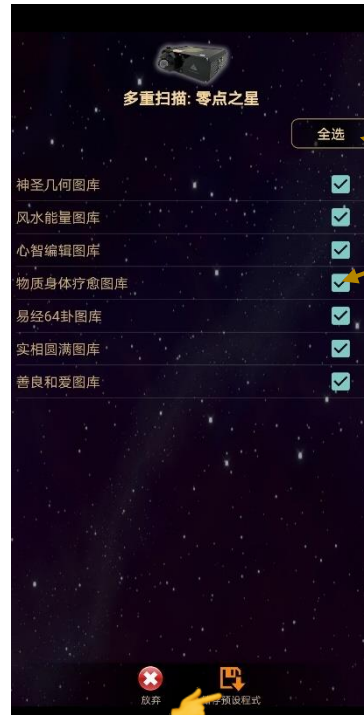 多重扫描: 零点之星
全选
神圣几何图库
风水能量图库
心智编辑图库
物质身体疗愈图库
易经64卦图库
实相圆满图库
善良和爱图库
放弃
存预设程式